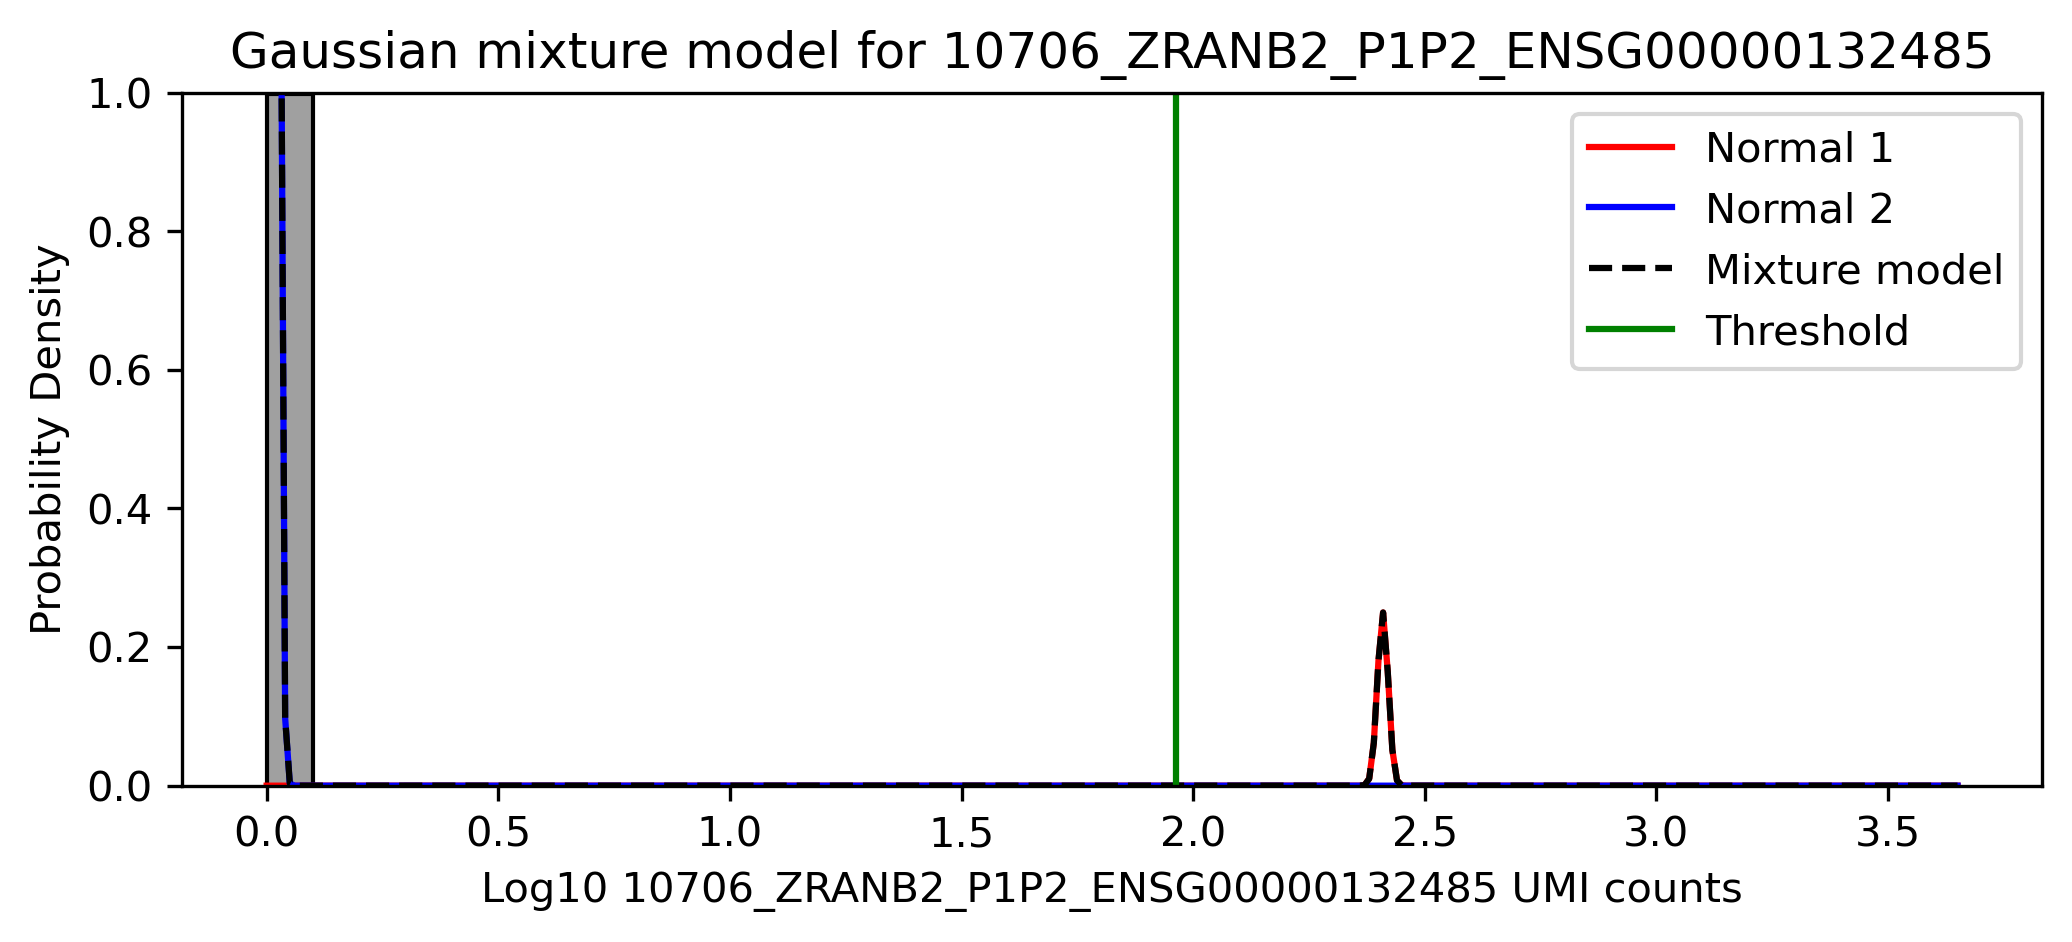 Gaussian mixture model for 10706_ZRANB2_P1P2_ENSG00000132485
1.0
0.8
0.6
0.4
0.2
0.0
Probability Density
Normal 1
Normal 2
Mixture model
Threshold
0.0 0.5 1.0 1.5 2.0 2.5 3.0 3.5
Log10 10706_ZRANB2_P1P2_ENSG00000132485 UMI counts